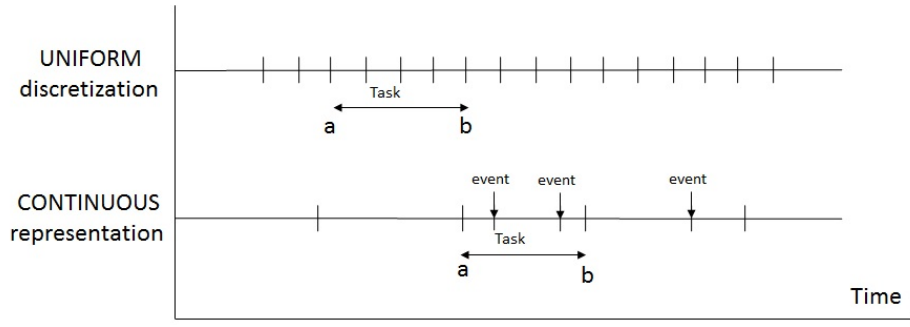 UNIFORM
discretization
Task
a b
event event event
CONTINUOUS
representation
Task
a b
Time